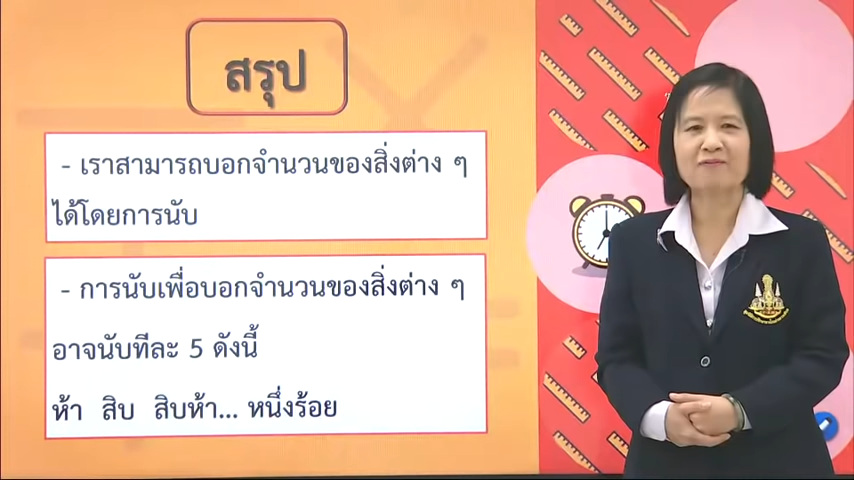 สรุป
- เราสามารถบอกจำนวนของสิ่งต่าง ๆ
ได้โดยการนับ
- การนับเพื่อบอกจำนวนของสิ่งต่าง ๆ
อาจนับทีละ 5 ดังนี้
ห้า สิบ สิบห้า... หนึ่งร้อย